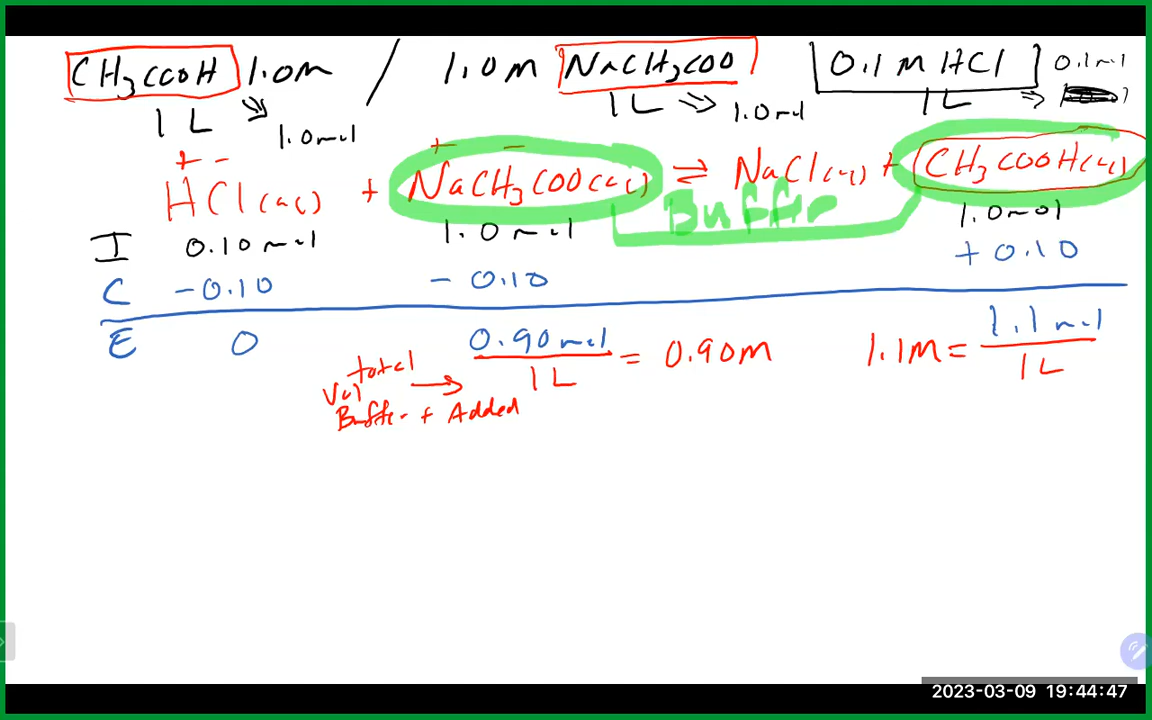 CH₃COOH 1.0M / 1.0M NaCH₃COO 0.1M HCl 0.1mol
1L ⇒ 1.0mol 1L ⇒ 1.0mol 1L ⇒
+ - + -
HCl(aq) + NaCH₃COO(aq) ⇌ NaCl(aq) + CH₃COOH(aq)
Buffer
I 0.10mol 1.0mol 1.0mol
C -0.10 - 0.10 + 0.10
E 0 0.90mol / 1L = 0.90M 1.1M = 1.1mol / 1L
total
Vol →
Buffer + Added
2023-03-09 19:44:47